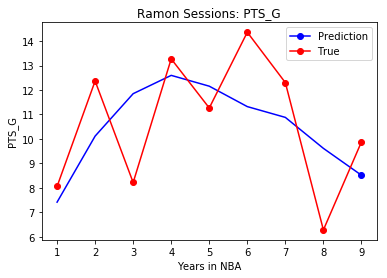 Ramon Sessions: PTS_G
Prediction
True
PTS_G
14
13
12
11
10
9
8
7
6
1 2 3 4 5 6 7 8 9
Years in NBA